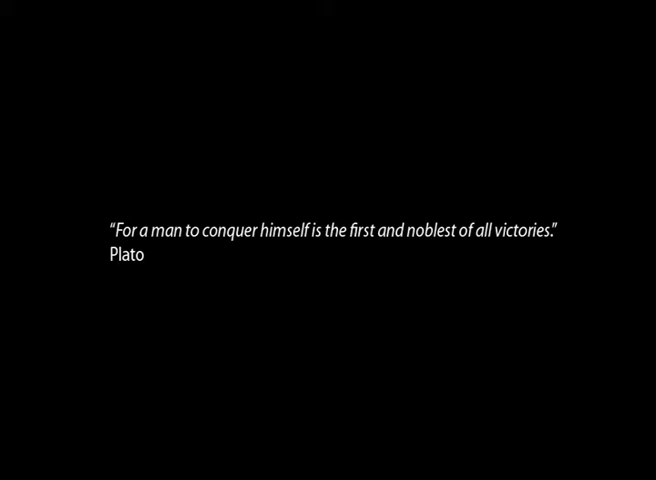 “For a man to conquer himself is the first and noblest of all victories.”
Plato